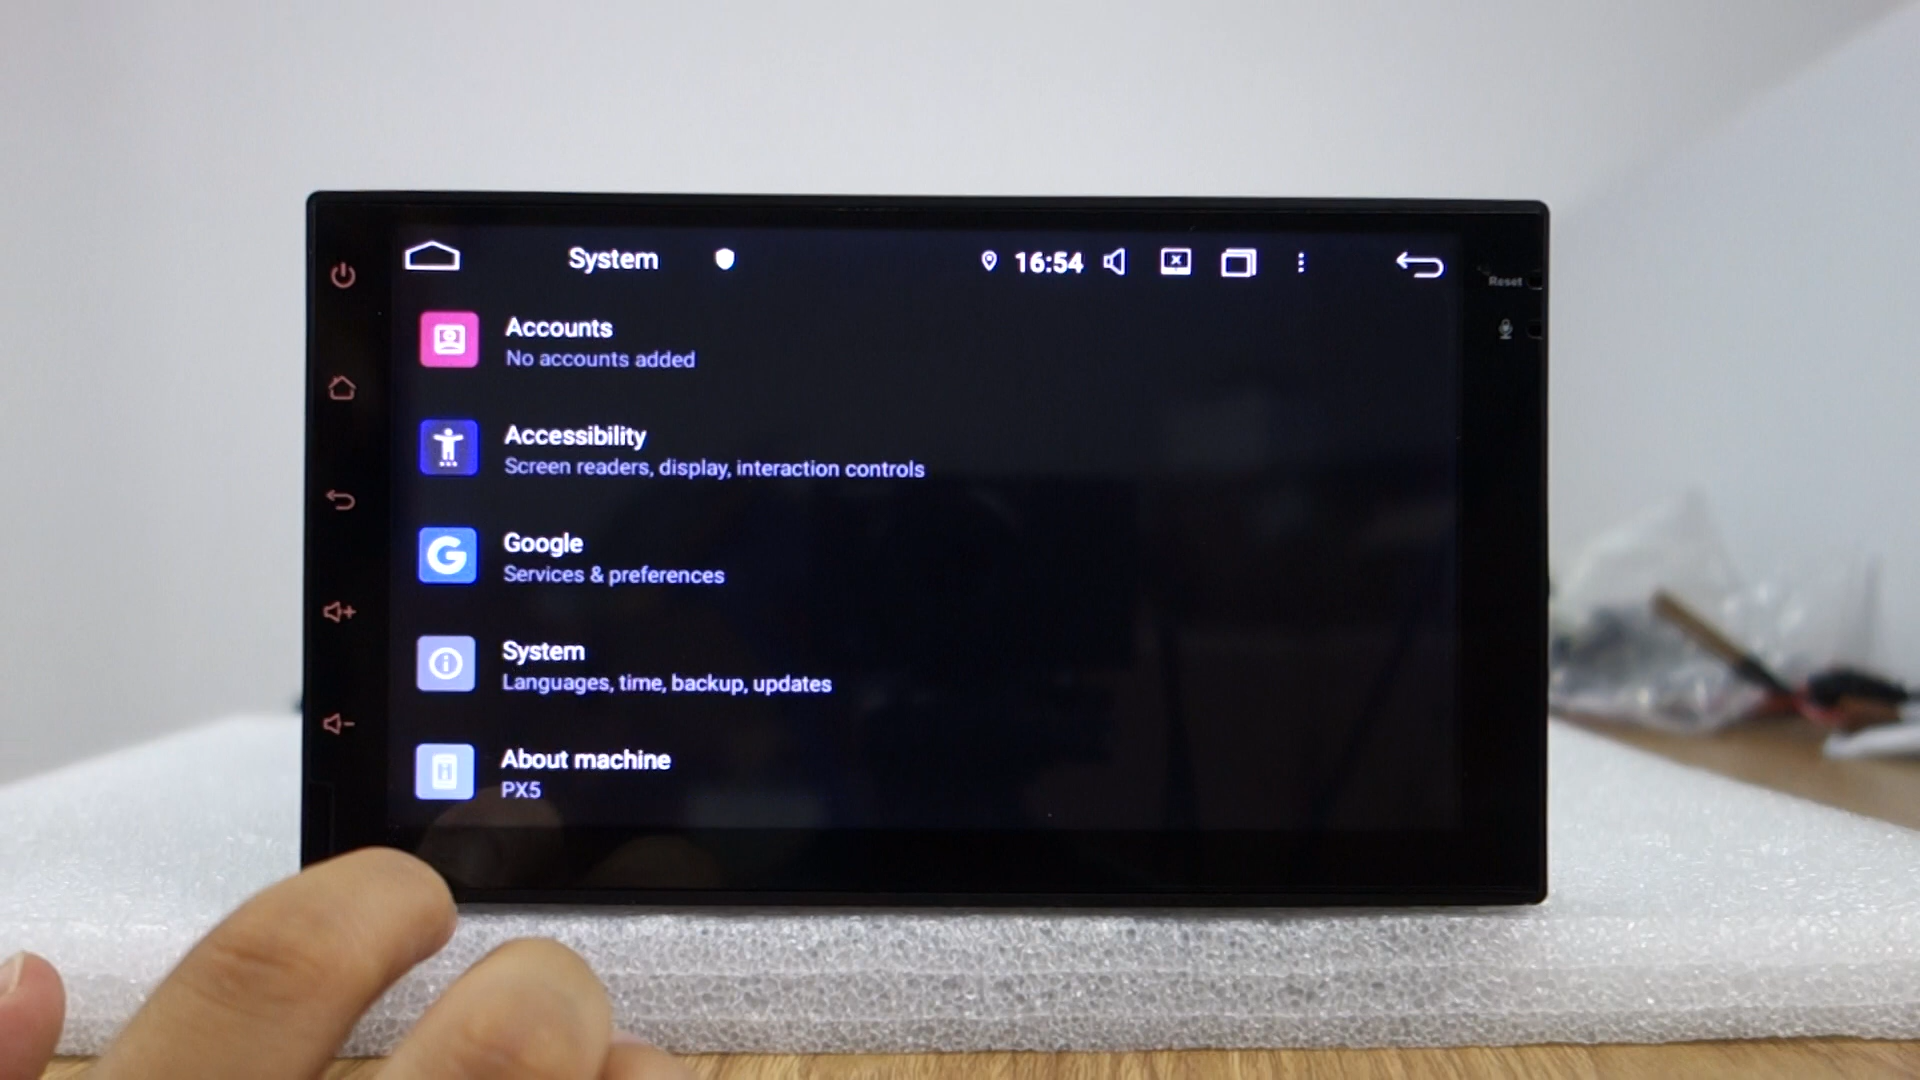 System
16:54
Reset
Accounts
No accounts added
Accessibility
Screen readers, display, interaction controls
Google
Services & preferences
System
Languages, time, backup, updates
About machine
PX5